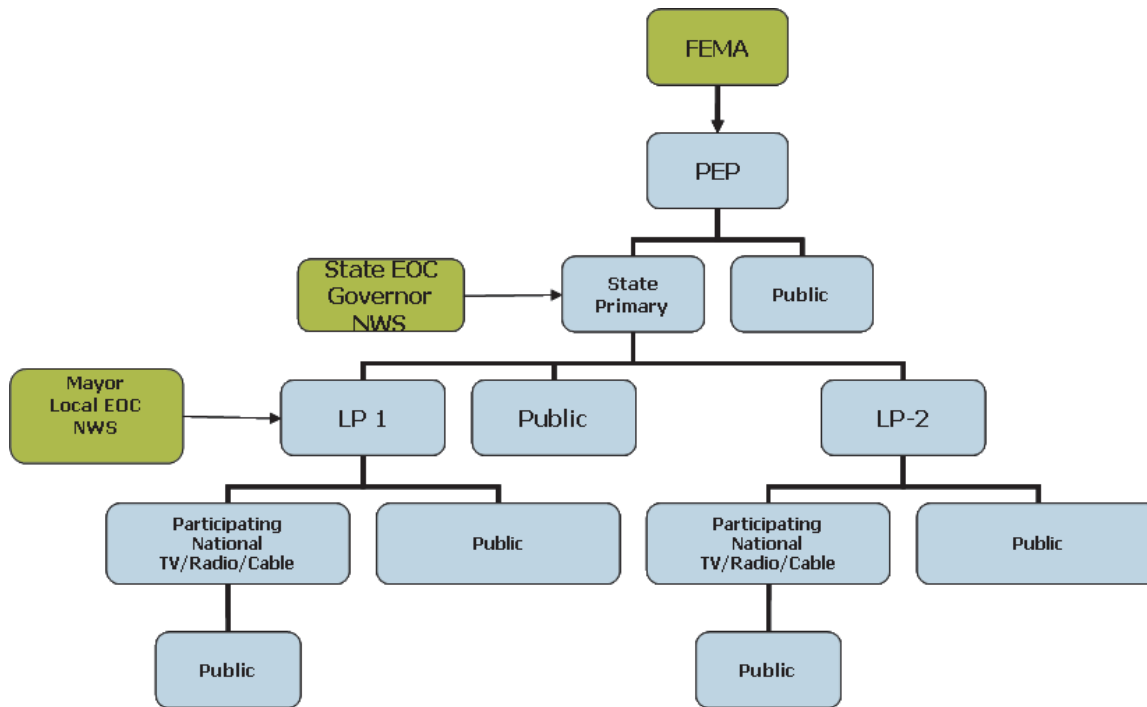 FEMA
PEP
State EOC
Governor
NWS
State
Primary
Public
Mayor
Local EOC
NWS
LP 1
Public
LP-2
Participating
National
TV/Radio/Cable
Public
Participating
National
TV/Radio/Cable
Public
Public
Public